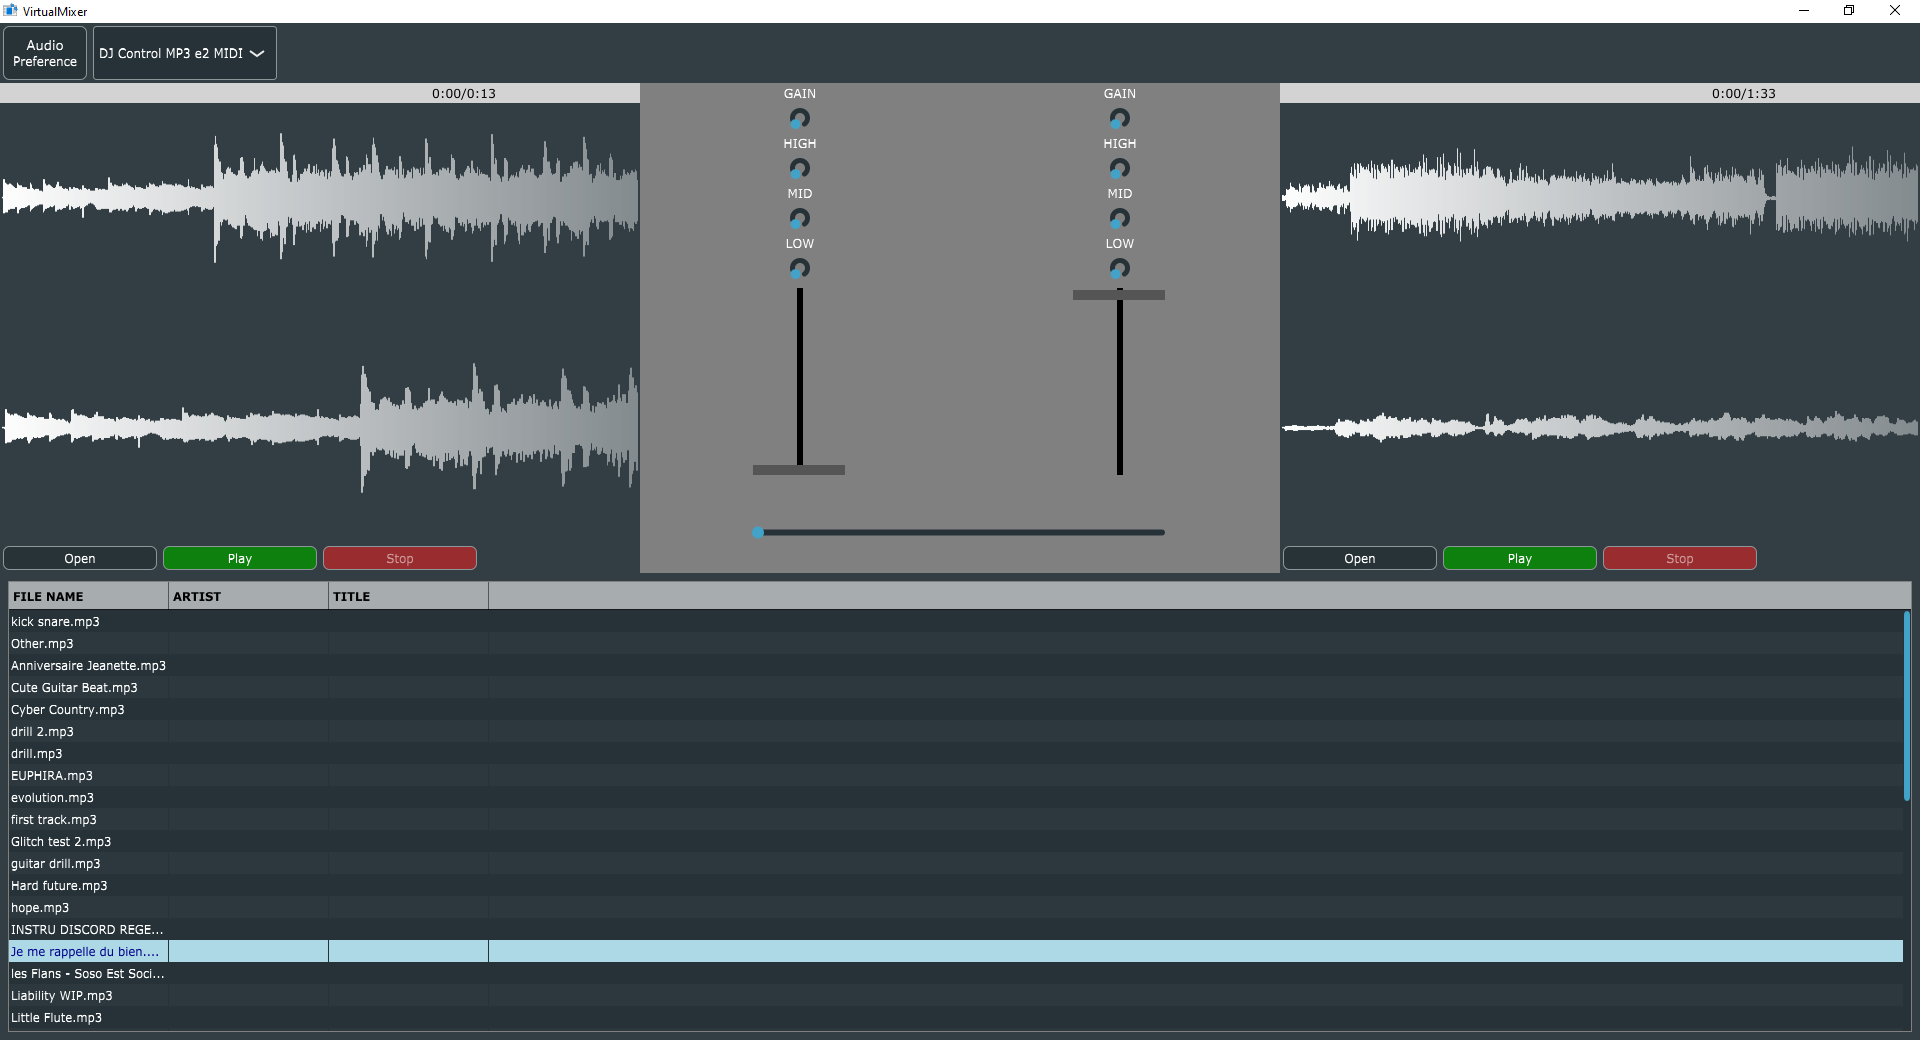 VirtualMixer
Audio
Preference
DJ Control MP3 e2 MIDI
0:00/0:13
GAIN
HIGH
MID
LOW
GAIN
HIGH
MID
LOW
0:00/1:33
Open Play Stop
Open Play Stop
FILE NAME ARTIST TITLE
kick snare.mp3
Other.mp3
Anniversaire Jeanette.mp3
Cute Guitar Beat.mp3
Cyber Country.mp3
drill 2.mp3
drill.mp3
EUPHIRA.mp3
evolution.mp3
first track.mp3
Glitch test 2.mp3
guitar drill.mp3
Hard future.mp3
hope.mp3
INSTRU DISCORD REGE...
Je me rappelle du bien....
les Flans - Soso Est Soci...
Liability WIP.mp3
Little Flute.mp3